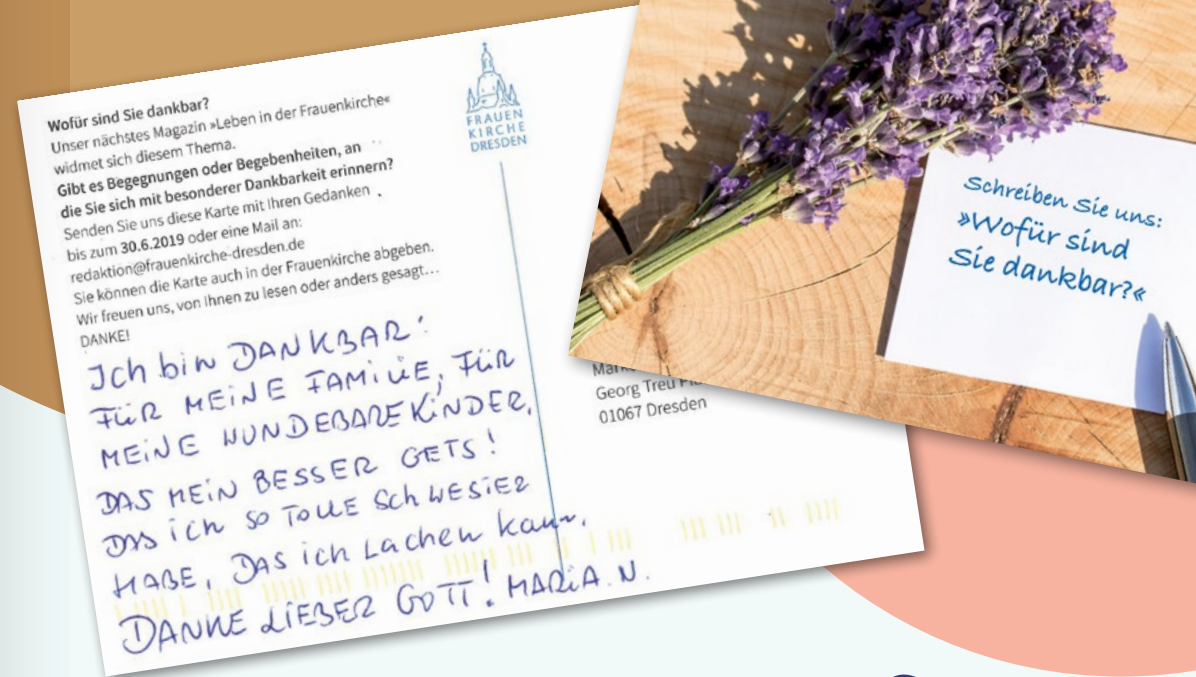 Wofür sind Sie dankbar?
Unser nächstes Magazin »Leben in der Frauenkirche«
widmet sich diesem Thema.
Gibt es Begegnungen oder Begebenheiten, an
die Sie sich mit besonderer Dankbarkeit erinnern?
Senden Sie uns diese Karte mit Ihren Gedanken
bis zum 30.6.2019 oder eine Mail an:
redaktion@frauenkirche-dresden.de
Sie können die Karte auch in der Frauenkirche abgeben.
Wir freuen uns, von Ihnen zu lesen oder anders gesagt…
DANKE!
Ich bin DANKBAR:
FÜR MEINE FAMILIE, FÜR
MEINE WUNDEBARE KiNDER,
DAS MEiN BESSER GETS!
DAS ich SO TOLLE SchWESTER
HABE, DAS ich Lachen kann,
DANKE LiEBER GOTT! MARiA. N.
FRAUEN
KIRCHE
DRESDEN
Georg Treu
01067 Dresden
Schreiben Sie uns:
»Wofür sind
Sie dankbar?«